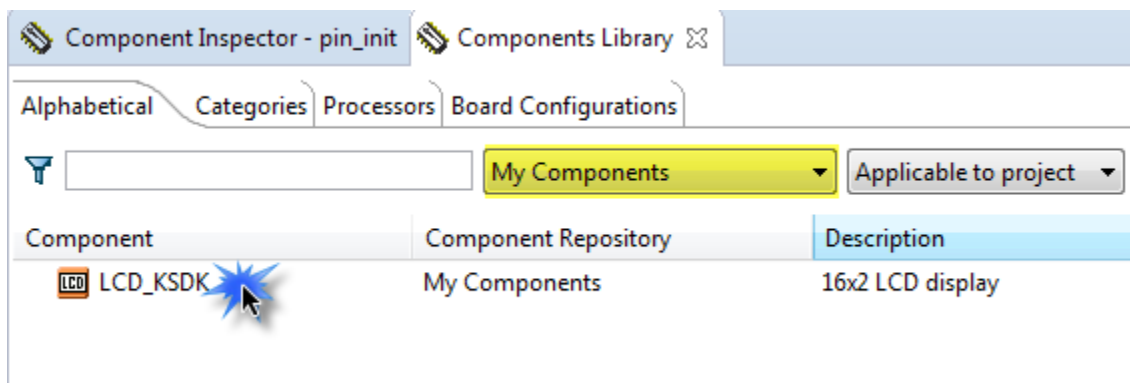 Component Inspector - pin_init Components Library
Alphabetical Categories Processors Board Configurations
My Components Applicable to project
Component Component Repository Description
LCD LCD_KSDK My Components 16x2 LCD display